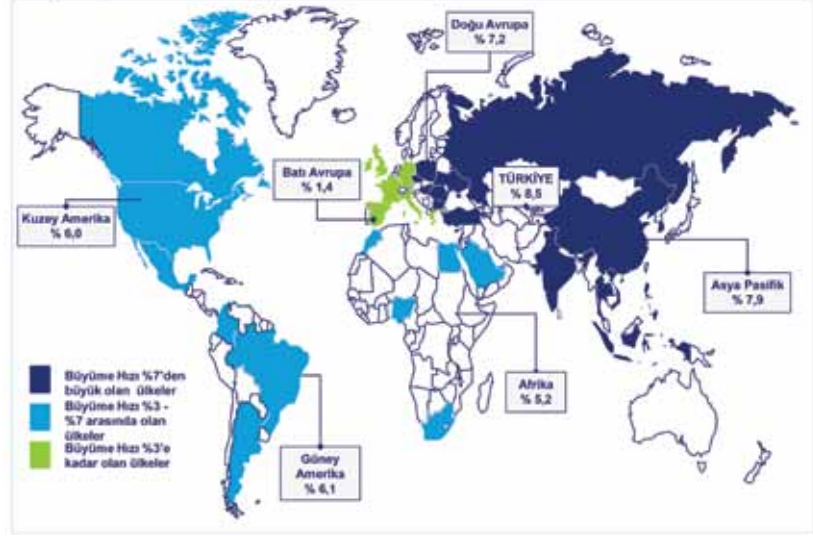 Doğu Avrupa
% 7,2
Batı Avrupa
% 1,4
TÜRKİYE
% 8,5
Kuzey Amerika
% 6,0
Asya Pasifik
% 7,9
Afrika
% 5,2
Güney
Amerika
% 6,1
Büyüme Hızı %7'den
büyük olan ülkeler
Büyüme Hızı %3 -
%7 arasında olan
ülkeler
Büyüme Hızı %3'e
kadar olan ülkeler